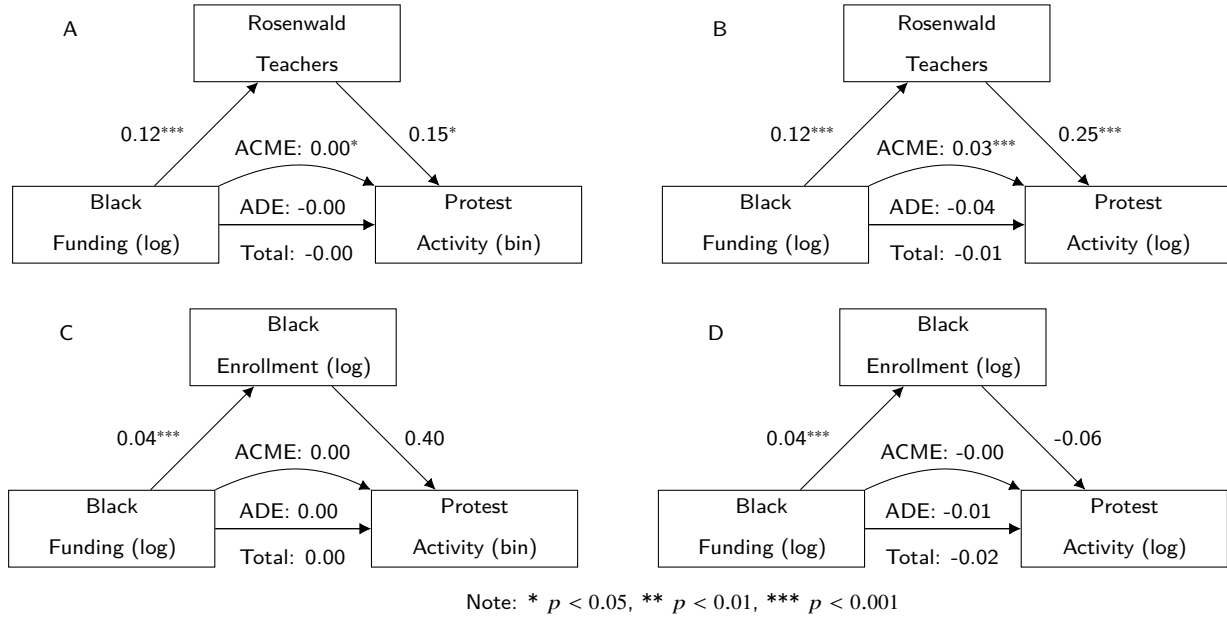 A
Rosenwald
Teachers
0.12***
0.15*
ACME: 0.00*
Black
Funding (log)
ADE: -0.00
Total: -0.00
Protest
Activity (bin)
B
Rosenwald
Teachers
0.12***
0.25***
ACME: 0.03***
Black
Funding (log)
ADE: -0.04
Total: -0.01
Protest
Activity (log)
C
Black
Enrollment (log)
0.04***
0.40
ACME: 0.00
Black
Funding (log)
ADE: 0.00
Total: 0.00
Protest
Activity (bin)
D
Black
Enrollment (log)
0.04***
-0.06
ACME: -0.00
Black
Funding (log)
ADE: -0.01
Total: -0.02
Protest
Activity (log)
Note: * p < 0.05, ** p < 0.01, *** p < 0.001